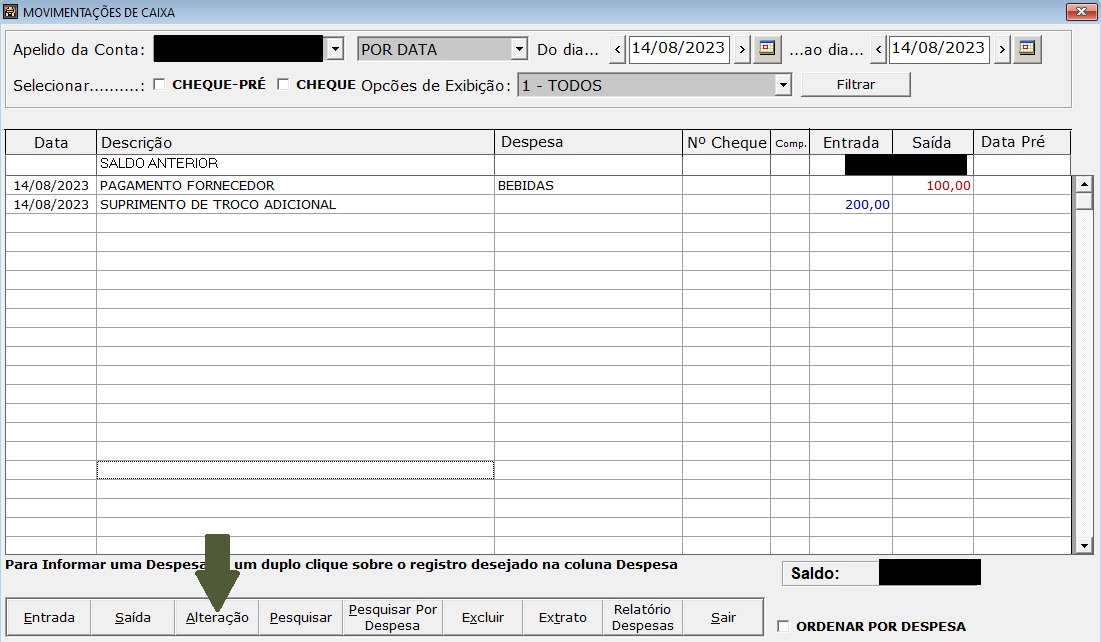 MOVIMENTAÇÕES DE CAIXA
Apelido da Conta: POR DATA Do dia... < 14/08/2023 > ...ao dia... < 14/08/2023 >
Selecionar..........: CHEQUE-PRÉ CHEQUE Opcões de Exibição: 1 - TODOS Filtrar
Data Descrição Despesa Nº Cheque Comp. Entrada Saída Data Pré
SALDO ANTERIOR
14/08/2023 PAGAMENTO FORNECEDOR BEBIDAS 100,00
14/08/2023 SUPRIMENTO DE TROCO ADICIONAL 200,00
Para Informar uma Despesa um duplo clique sobre o registro desejado na coluna Despesa
Saldo:
Entrada Saída Alteração Pesquisar Pesquisar Por Despesa Excluir Extrato Relatório Despesas Sair
ORDENAR POR DESPESA